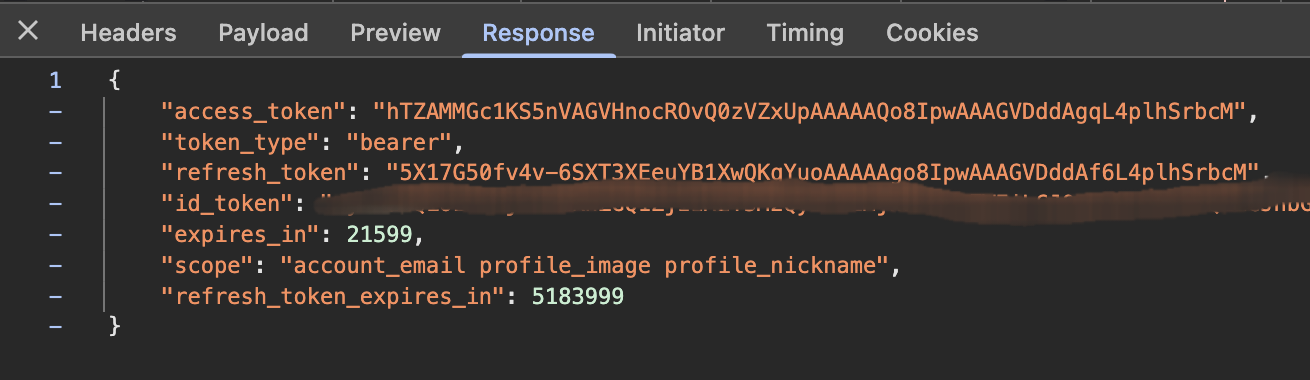 Headers Payload Preview Response Initiator Timing Cookies
1 {
- "access_token": "hTZAMMGc1KS5nVAGVHnocROvQ0zVZxUpAAAAAQo8IpwAAAGVDddAgqL4plhSrbcM",
- "token_type": "bearer",
- "refresh_token": "5X17G50fv4v-6SXT3XEeuYB1XwQKgYuoAAAAAgo8IpwAAAGVDddAf6L4plhSrbcM",
- "id_token": "
- "expires_in": 21599,
- "scope": "account_email profile_image profile_nickname",
- "refresh_token_expires_in": 5183999
- }